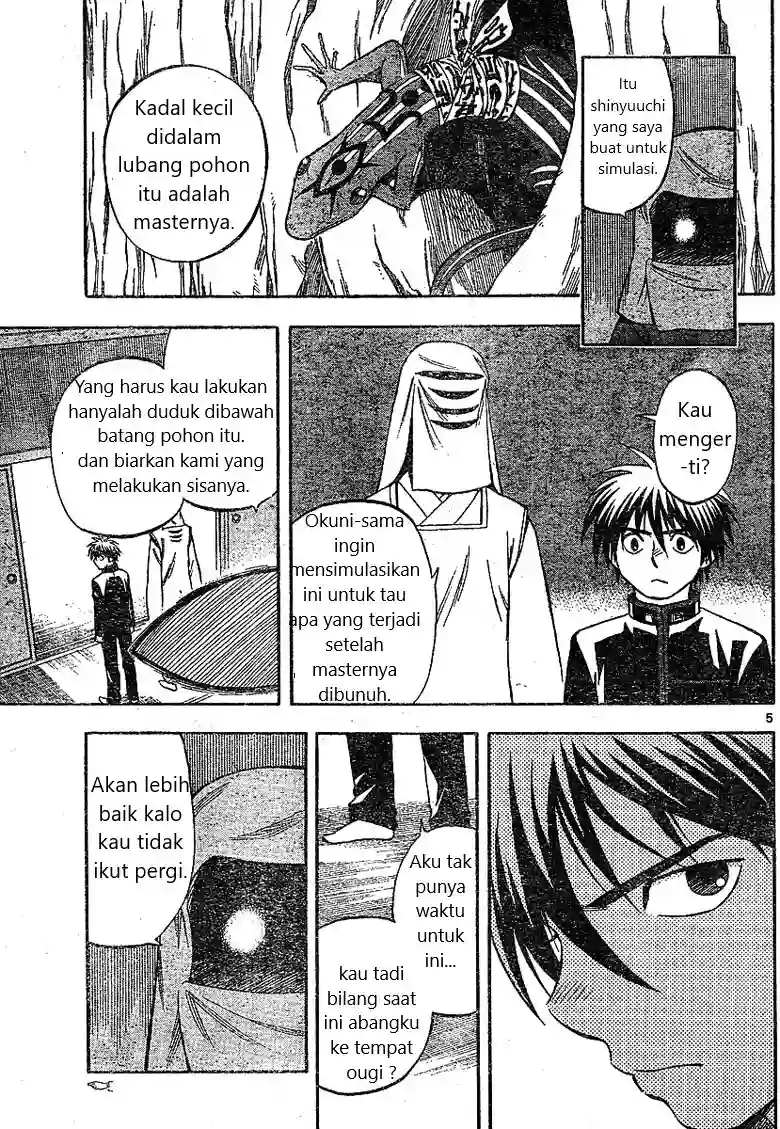 Itu
shinyuuchi
yang saya
buat untuk
simulasi.
Kadal kecil
didalam
lubang pohon
itu adalah
masternya.
Kau
menger
-ti?
Okuni-sama
ingin
mensimulasikan
ini untuk tau
apa yang terjadi
setelah
masternya
dibunuh.
Yang harus kau lakukan
hanyalah duduk dibawah
batang pohon itu.
dan biarkan kami yang
melakukan sisanya.
5
Aku tak
punya
waktu
untuk
ini...
kau tadi
bilang saat
ini abangku
ke tempat
ougi ?
Akan lebih
baik kalo
kau tidak
ikut pergi.